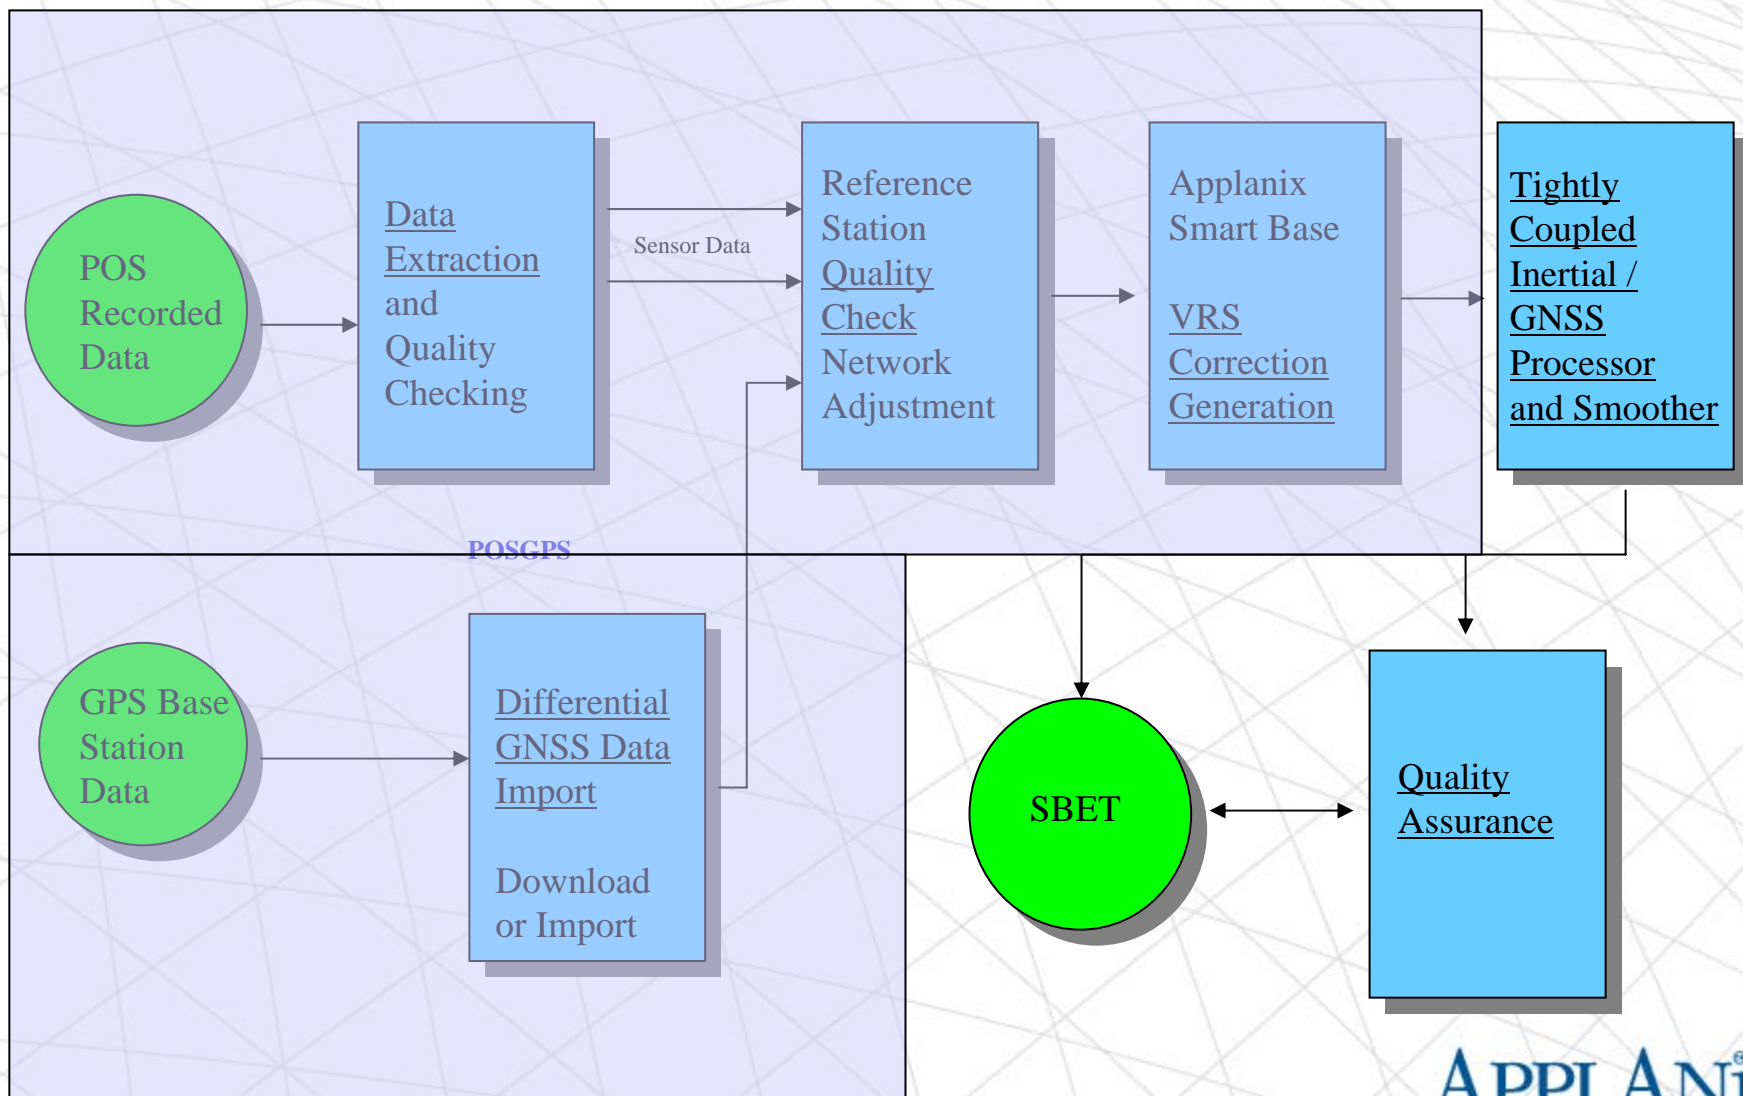 POS
Recorded
Data
Data
Extraction
and
Quality
Checking
Sensor Data
Reference
Station
Quality
Check
Network
Adjustment
Applanix
Smart Base
VRS
Correction
Generation
Tightly
Coupled
Inertial /
GNSS
Processor
and Smoother
POSGPS
GPS Base
Station
Data
Differential
GNSS Data
Import
Download
or Import
SBET
Quality
Assurance
APPLANi